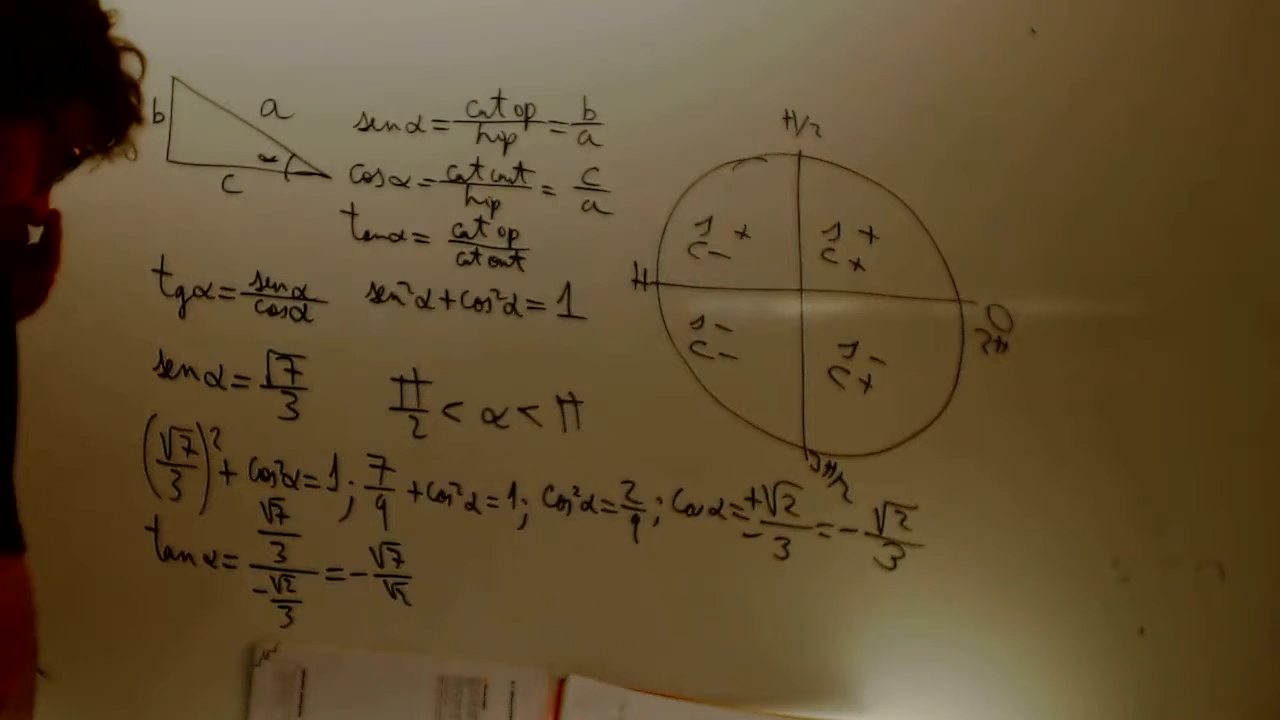 b a α c
sen α = cat op / hip = b / a
cos α = cat cont / hip = c / a
tan α = cat op / cat cont
tg α = sen α / cos α   sen²α + cos²α = 1
sen α = √7 / 3   π / 2 < α < π
(√7 / 3)² + cos²α = 1 ; 7 / 9 + cos²α = 1 ; cos²α = 2 / 9 ; cos α = ± √2 / 3 = - √2 / 3
tan α = (√7 / 3) / (-√2 / 3) = - √7 / √2
π/2
s + s +
c - c +
π 0
2π
s - s -
c - c +
3π/2